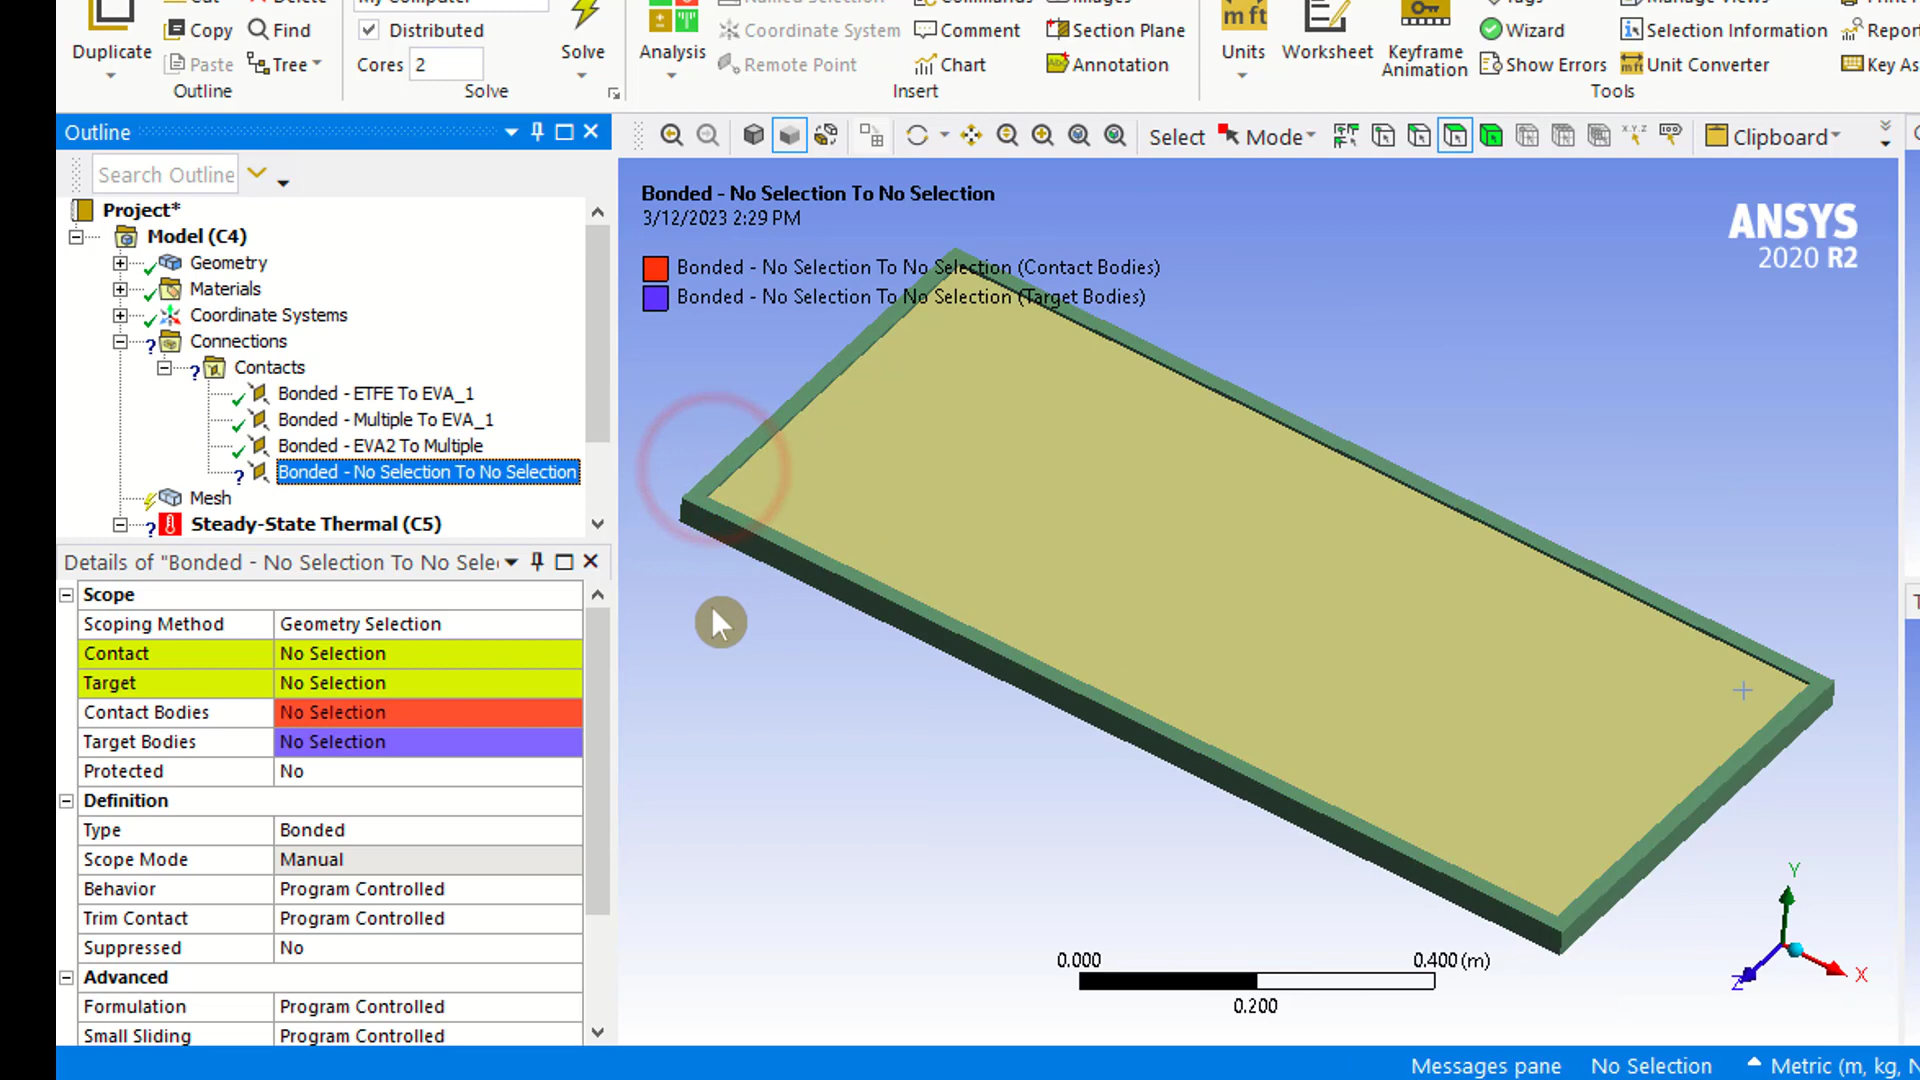 Duplicate
Copy
Paste
Find
Tree
Outline
Distributed
Cores 2
Solve
Solve
Analysis
Coordinate System
Remote Point
Comment
Chart
Section Plane
Annotation
Insert
Units
Worksheet
Keyframe
Animation
Wizard
Show Errors
Selection Information
Unit Converter
Tools
Outline
Search Outline
Select
Mode
Clipboard
Project*
Model (C4)
Geometry
Materials
Coordinate Systems
Connections
Contacts
Bonded - ETFE To EVA_1
Bonded - Multiple To EVA_1
Bonded - EVA2 To Multiple
Bonded - No Selection To No Selection
Mesh
Steady-State Thermal (C5)
Details of "Bonded - No Selection To No Sele
Scope
Scoping Method Geometry Selection
Contact No Selection
Target No Selection
Contact Bodies No Selection
Target Bodies No Selection
Protected No
Definition
Type Bonded
Scope Mode Manual
Behavior Program Controlled
Trim Contact Program Controlled
Suppressed No
Advanced
Formulation Program Controlled
Small Sliding Program Controlled
Bonded - No Selection To No Selection
3/12/2023 2:29 PM
Bonded - No Selection To No Selection (Contact Bodies)
Bonded - No Selection To No Selection (Target Bodies)
ANSYS
2020 R2
0.000 0.400 (m)
0.200
Y
X
Z
Messages pane No Selection Metric (m, kg, N